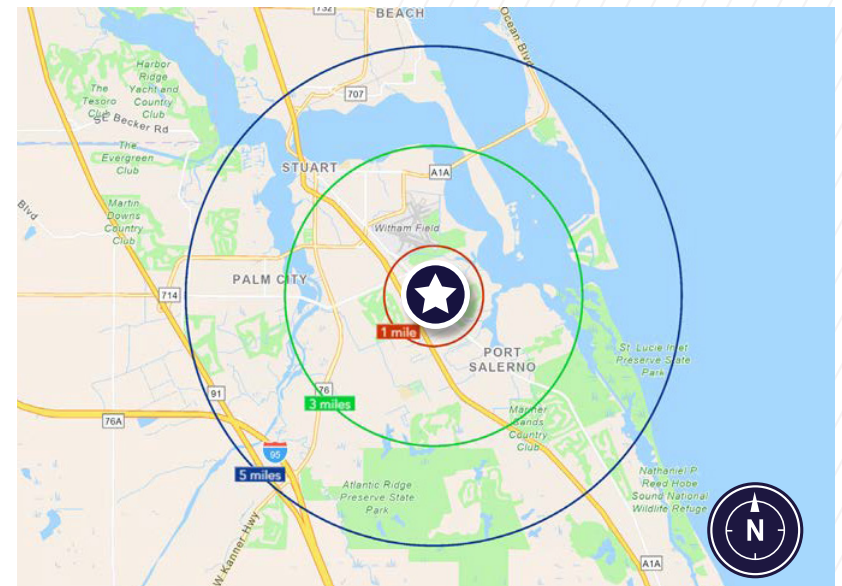 732
BEACH
Ocean Blvd
Harbor
Ridge
Yacht and
Country
Club
The
Tesoro
Club
SE Becker Rd
707
The
Evergreen
Club
STUART
A1A
Blvd
Martin
Downs
Country
Club
Witham Field
PALM CITY
714
1 mile
PORT
SALERNO
St. Lucie Inlet
Preserve State
Park
91
76
3 miles
76A
Mariner
Sands
Country
Club
95
5 miles
Atlantic Ridge
Preserve State
Park
Nathaniel P
Reed Hobe
Sound National
Wildlife Refuge
W Kanner Hwy
N
A1A